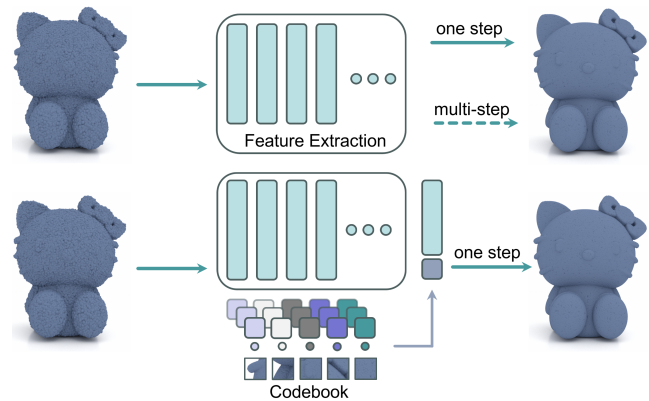 one step
multi-step
Feature Extraction
one step
Codebook